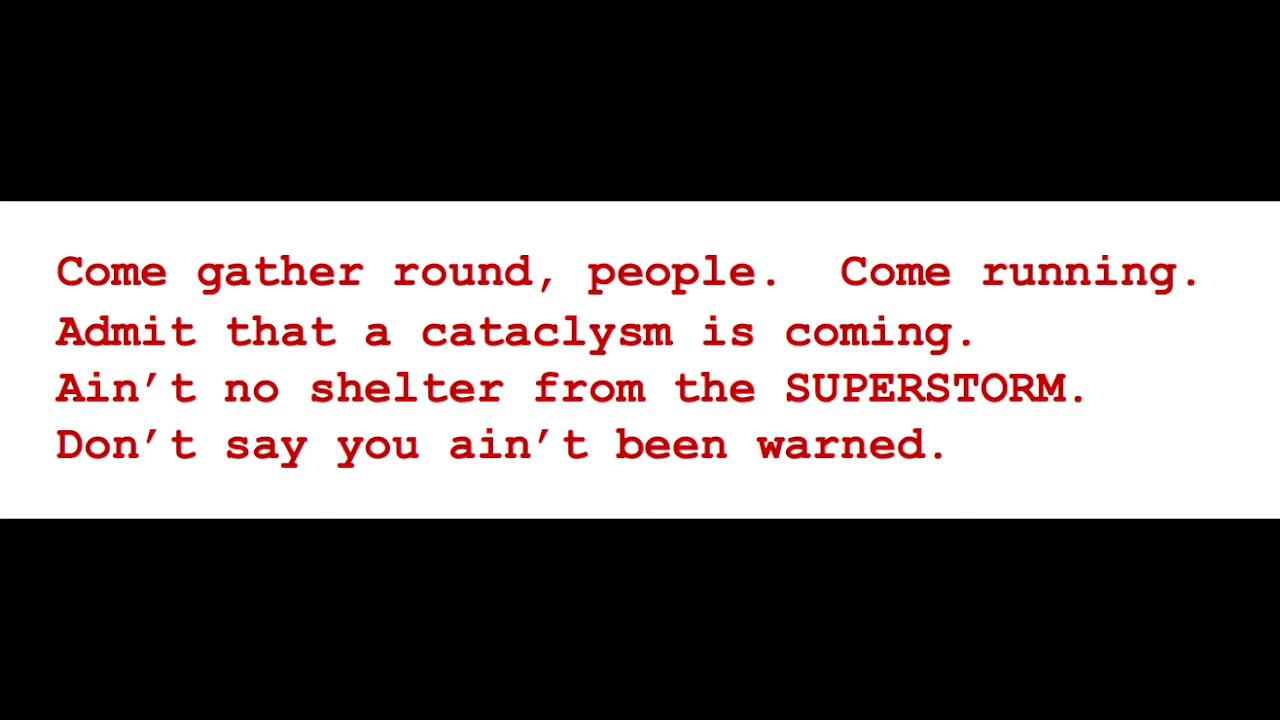 Come gather round, people.  Come running.
Admit that a cataclysm is coming.
Ain’t no shelter from the SUPERSTORM.
Don’t say you ain’t been warned.